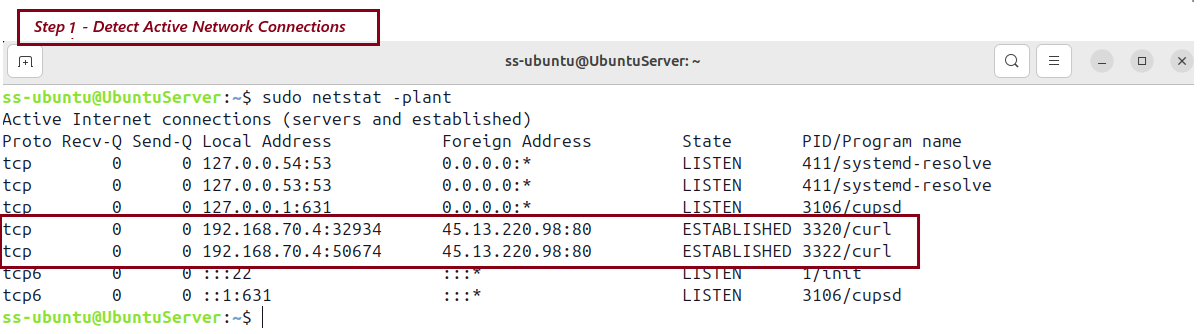 Step 1 - Detect Active Network Connections
ss-ubuntu@UbuntuServer: ~
ss-ubuntu@UbuntuServer:~$ sudo netstat -plant
Active Internet connections (servers and established)
Proto Recv-Q Send-Q Local Address           Foreign Address         State       PID/Program name
tcp        0      0 127.0.0.54:53           0.0.0.0:*               LISTEN      411/systemd-resolve
tcp        0      0 127.0.0.53:53           0.0.0.0:*               LISTEN      411/systemd-resolve
tcp        0      0 127.0.0.1:631           0.0.0.0:*               LISTEN      3106/cupsd
tcp        0      0 192.168.70.4:32934      45.13.220.98:80         ESTABLISHED 3320/curl
tcp        0      0 192.168.70.4:50674      45.13.220.98:80         ESTABLISHED 3322/curl
tcp6       0      0 :::22                   :::*                    LISTEN      1/init
tcp6       0      0 ::1:631                 :::*                    LISTEN      3106/cupsd
ss-ubuntu@UbuntuServer:~$